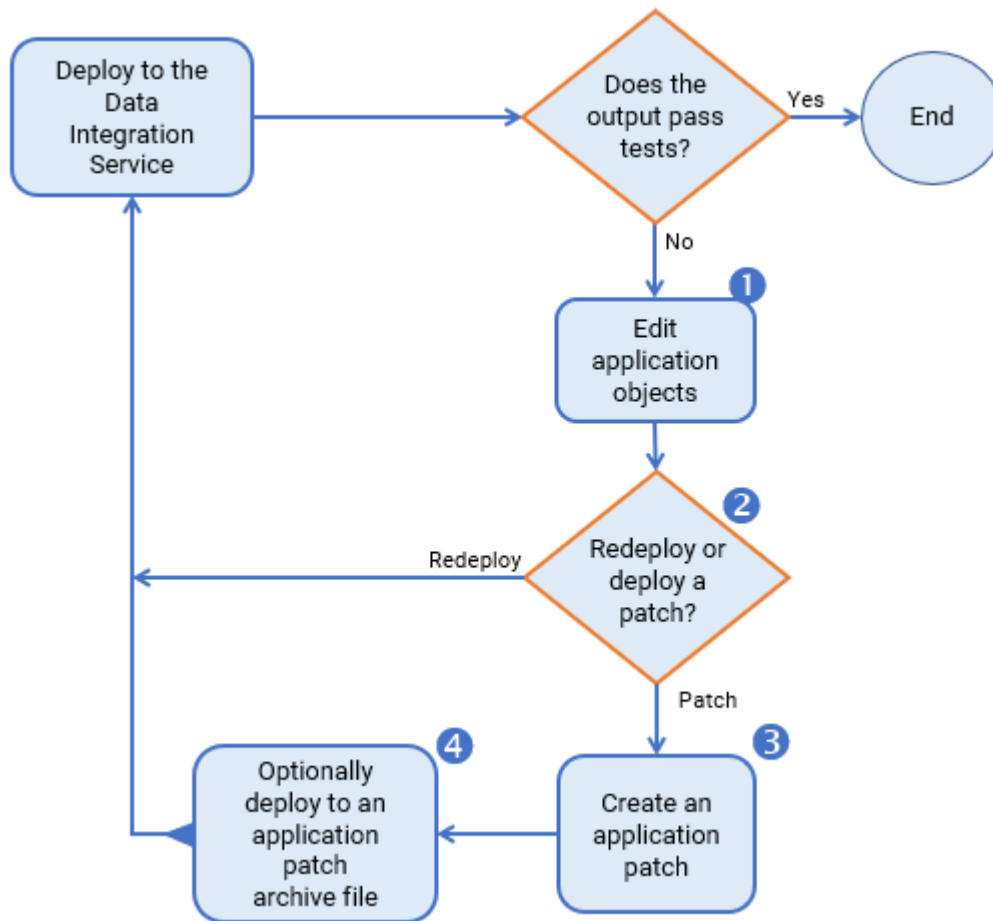 Deploy to the
Data
Integration
Service
Does the
output pass
tests?
Yes
End
No
1
Edit
application
objects
2
Redeploy or
deploy a
patch?
Redeploy
Patch
3
Create an
application
patch
4
Optionally
deploy to an
application
patch
archive file